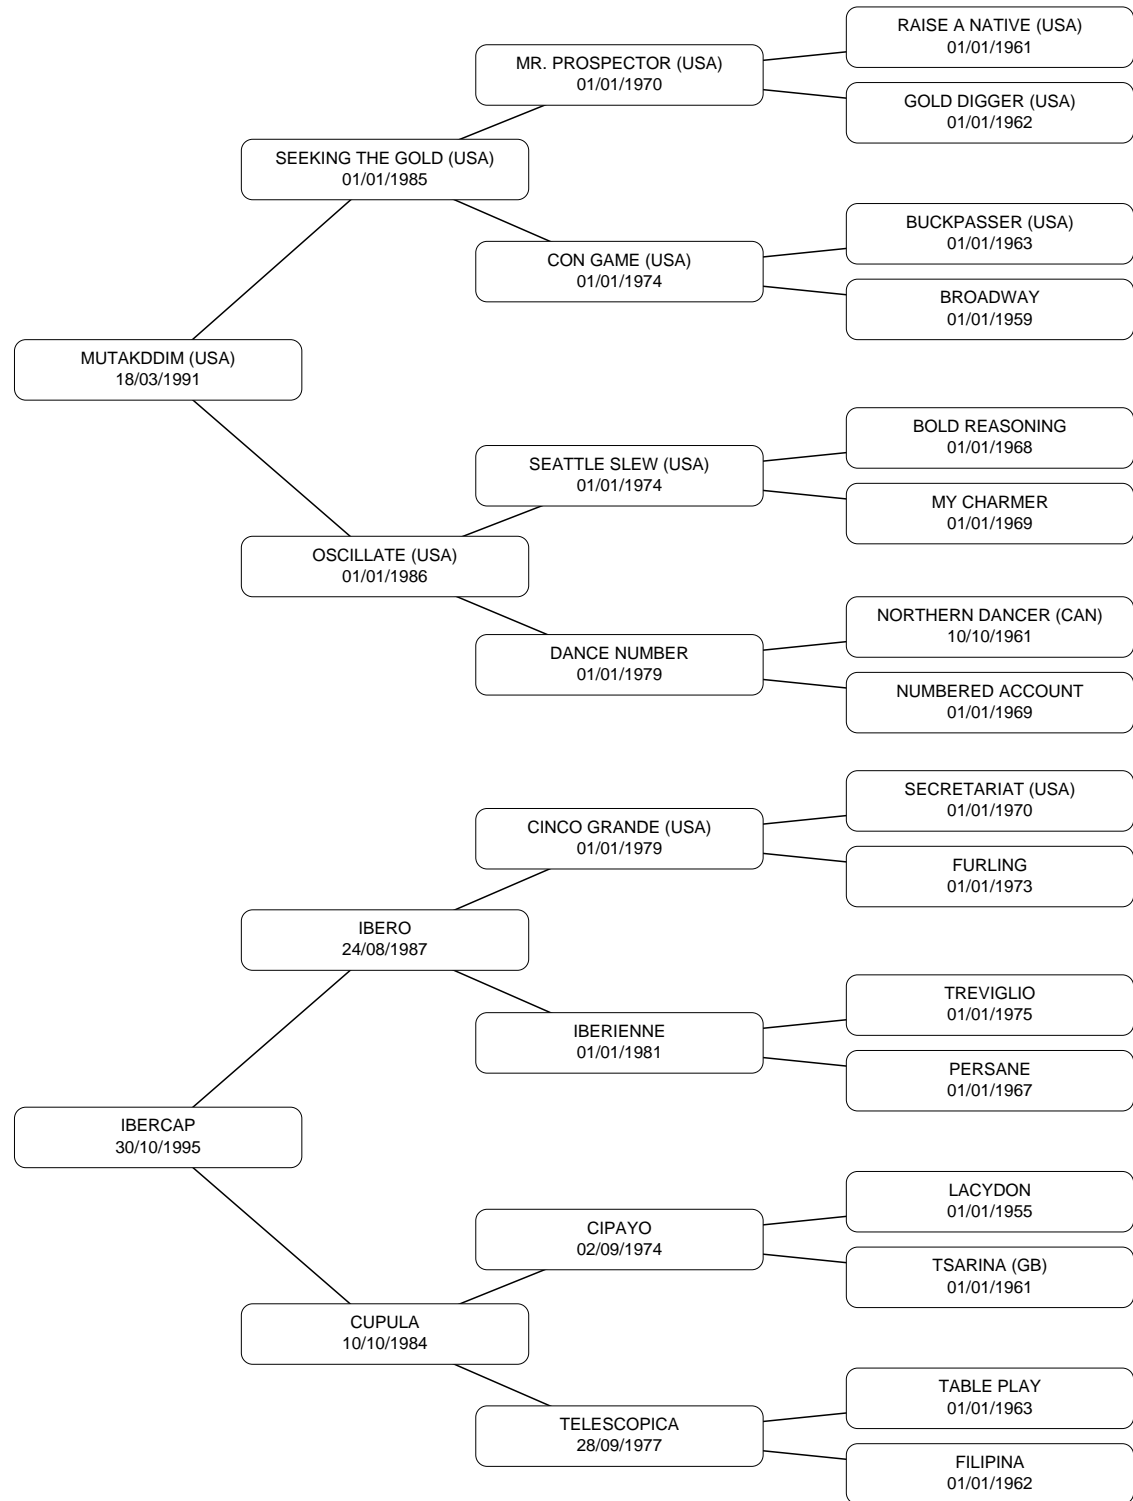 RAISE A NATIVE (USA)
01/01/1961
MR. PROSPECTOR (USA)
01/01/1970
GOLD DIGGER (USA)
01/01/1962
SEEKING THE GOLD (USA)
01/01/1985
BUCKPASSER (USA)
01/01/1963
CON GAME (USA)
01/01/1974
BROADWAY
01/01/1959
MUTAKDDIM (USA)
18/03/1991
BOLD REASONING
01/01/1968
SEATTLE SLEW (USA)
01/01/1974
MY CHARMER
01/01/1969
OSCILLATE (USA)
01/01/1986
NORTHERN DANCER (CAN)
10/10/1961
DANCE NUMBER
01/01/1979
NUMBERED ACCOUNT
01/01/1969
SECRETARIAT (USA)
01/01/1970
CINCO GRANDE (USA)
01/01/1979
FURLING
01/01/1973
IBERO
24/08/1987
TREVIGLIO
01/01/1975
IBERIENNE
01/01/1981
PERSANE
01/01/1967
IBERCAP
30/10/1995
LACYDON
01/01/1955
CIPAYO
02/09/1974
TSARINA (GB)
01/01/1961
CUPULA
10/10/1984
TABLE PLAY
01/01/1963
TELESCOPICA
28/09/1977
FILIPINA
01/01/1962